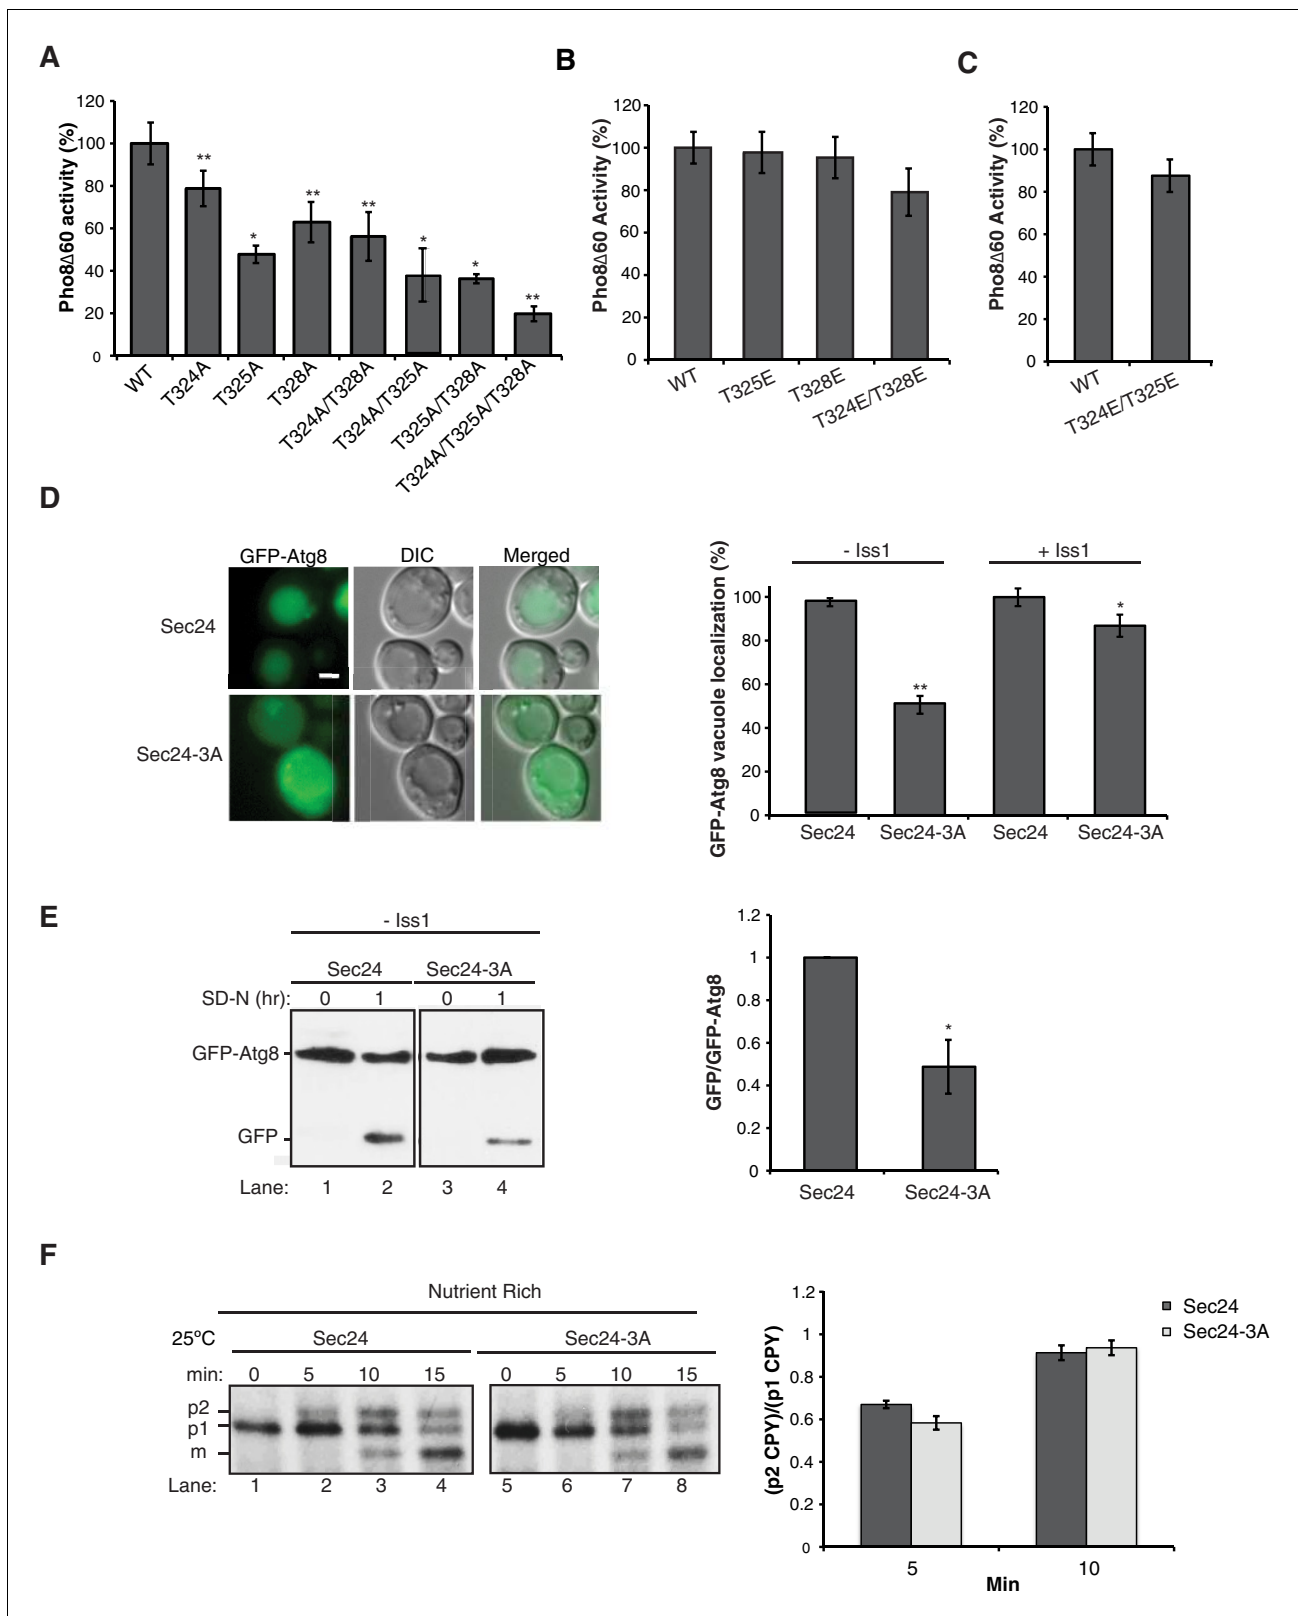 A
Pho8Δ60 activity (%)
120
100
80
60
40
20
0
**
*
**
**
*
*
**
WT
T324A
T325A
T328A
T324A/T328A
T324A/T325A
T325A/T328A
T324A/T325A/T328A
B
Pho8Δ60 Activity (%)
120
100
80
60
40
20
0
WT
T325E
T328E
T324E/T328E
C
Pho8Δ60 Activity (%)
120
100
80
60
40
20
0
WT
T324E/T325E
D
GFP-Atg8 DIC Merged
Sec24
Sec24-3A
GFP-Atg8 vacuole localization (%)
- Iss1 + Iss1
100
80
60
40
20
0
**
*
Sec24 Sec24-3A Sec24 Sec24-3A
E
- Iss1
Sec24 Sec24-3A
SD-N (hr): 0 1 0 1
GFP-Atg8
GFP
Lane: 1 2 3 4
GFP/GFP-Atg8
1.2
1
0.8
0.6
0.4
0.2
0
*
Sec24 Sec24-3A
F
Nutrient Rich
25ºC Sec24 Sec24-3A
min: 0 5 10 15 0 5 10 15
p2
p1
m
Lane: 1 2 3 4 5 6 7 8
(p2 CPY)/(p1 CPY)
1.2
1
0.8
0.6
0.4
0.2
0
Sec24
Sec24-3A
5 10
Min